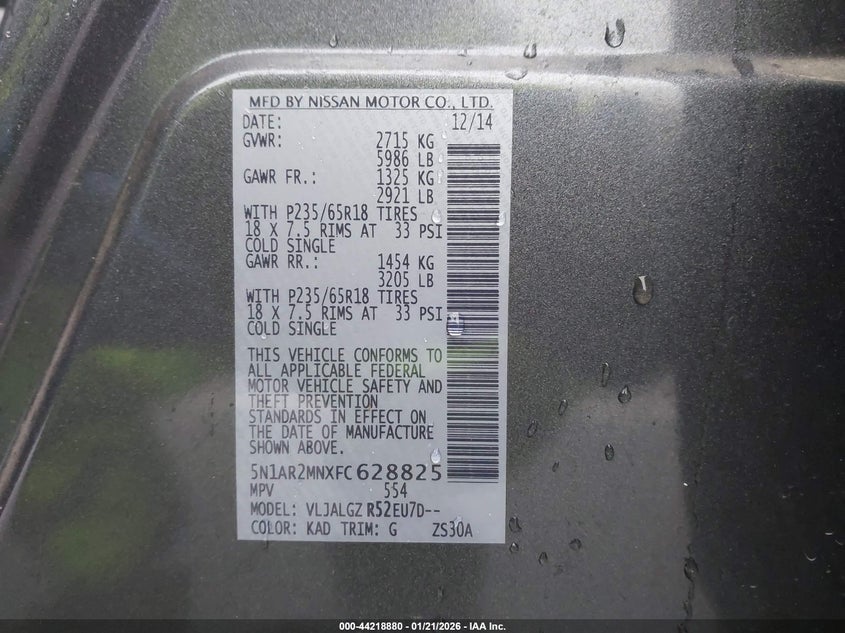 MFD BY NISSAN MOTOR CO., LTD.
DATE: 12/14
GVWR: 2715 KG
5986 LB
GAWR FR.: 1325 KG
2921 LB
WITH P235/65R18 TIRES
18 X 7.5 RIMS AT 33 PSI
COLD SINGLE
GAWR RR.: 1454 KG
3205 LB
WITH P235/65R18 TIRES
18 X 7.5 RIMS AT 33 PSI
COLD SINGLE
THIS VEHICLE CONFORMS TO
ALL APPLICABLE FEDERAL
MOTOR VEHICLE SAFETY AND
THEFT PREVENTION
STANDARDS IN EFFECT ON
THE DATE OF MANUFACTURE
SHOWN ABOVE.
5N1AR2MNXFC628825
MPV 554
MODEL: VLJALGZ R52EU7D--
COLOR: KAD TRIM: G ZS30A
000-44218880 - 01/21/2026 - IAA Inc.